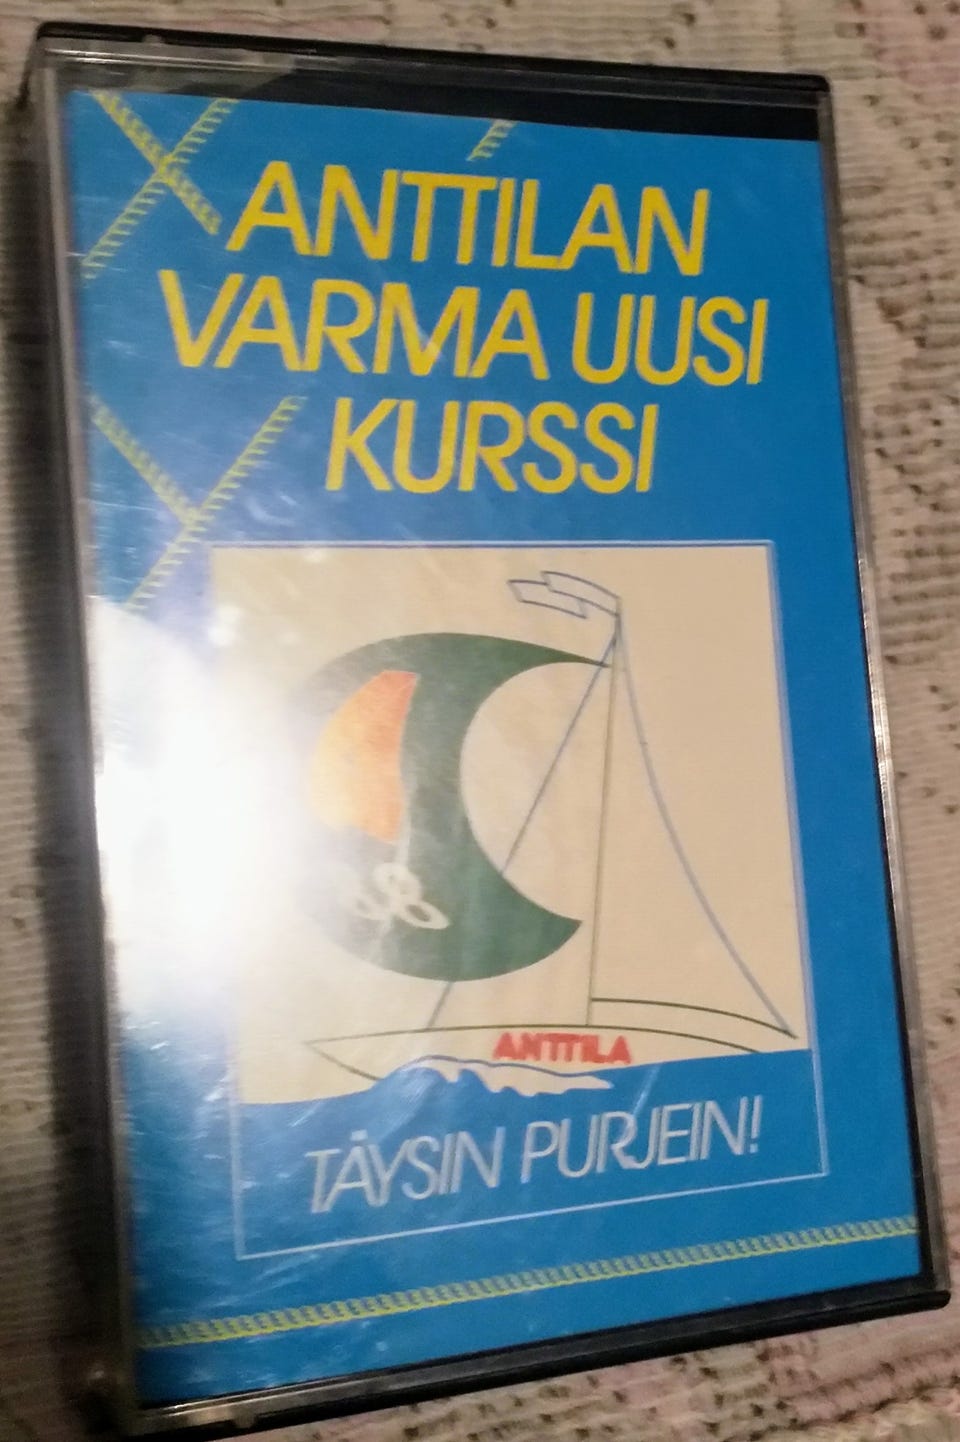 ANTTILAN
VARMA UUSI
KURSSI
ANTTILA
TÄYSIN PURJEIN!